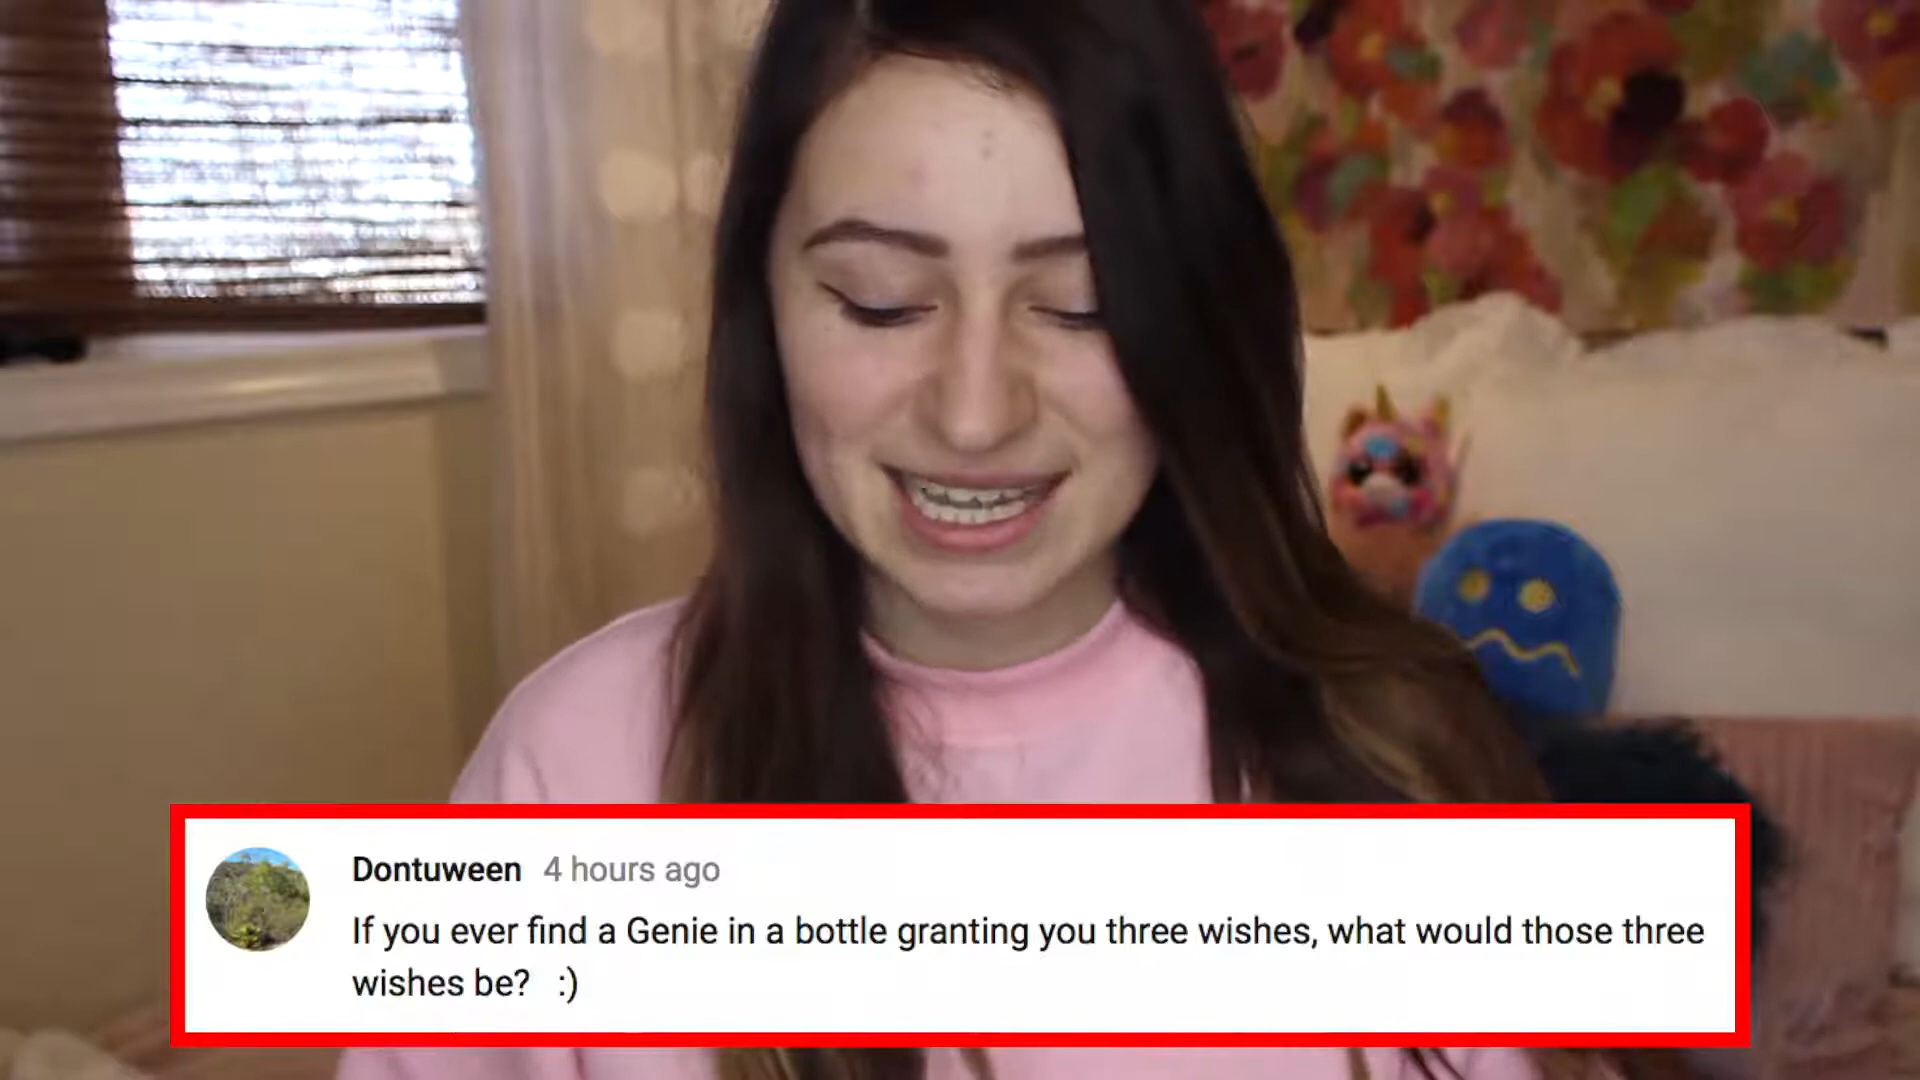 Dontuween 4 hours ago
If you ever find a Genie in a bottle granting you three wishes, what would those three
wishes be? :)